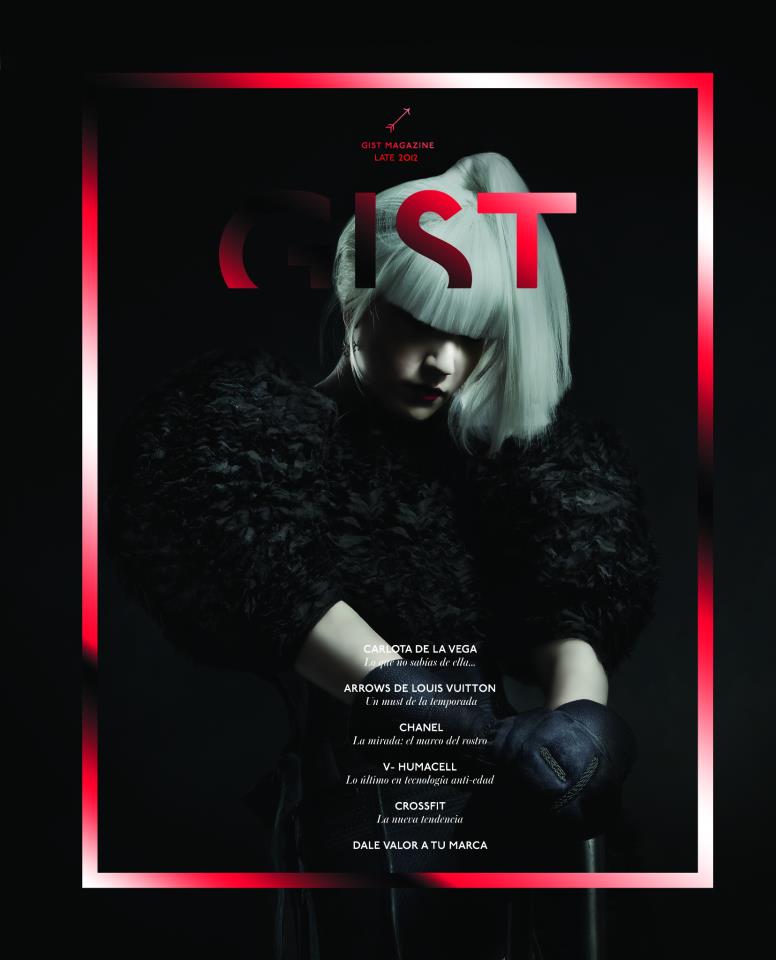 GIST MAGAZINE
LATE 2012
GIST
CARLOTA DE LA VEGA
Lo que no sabías de ella...
ARROWS DE LOUIS VUITTON
Un must de la temporada
CHANEL
La mirada: el marco del rostro
V- HUMACELL
Lo último en tecnología anti-edad
CROSSFIT
La nueva tendencia
DALE VALOR A TU MARCA